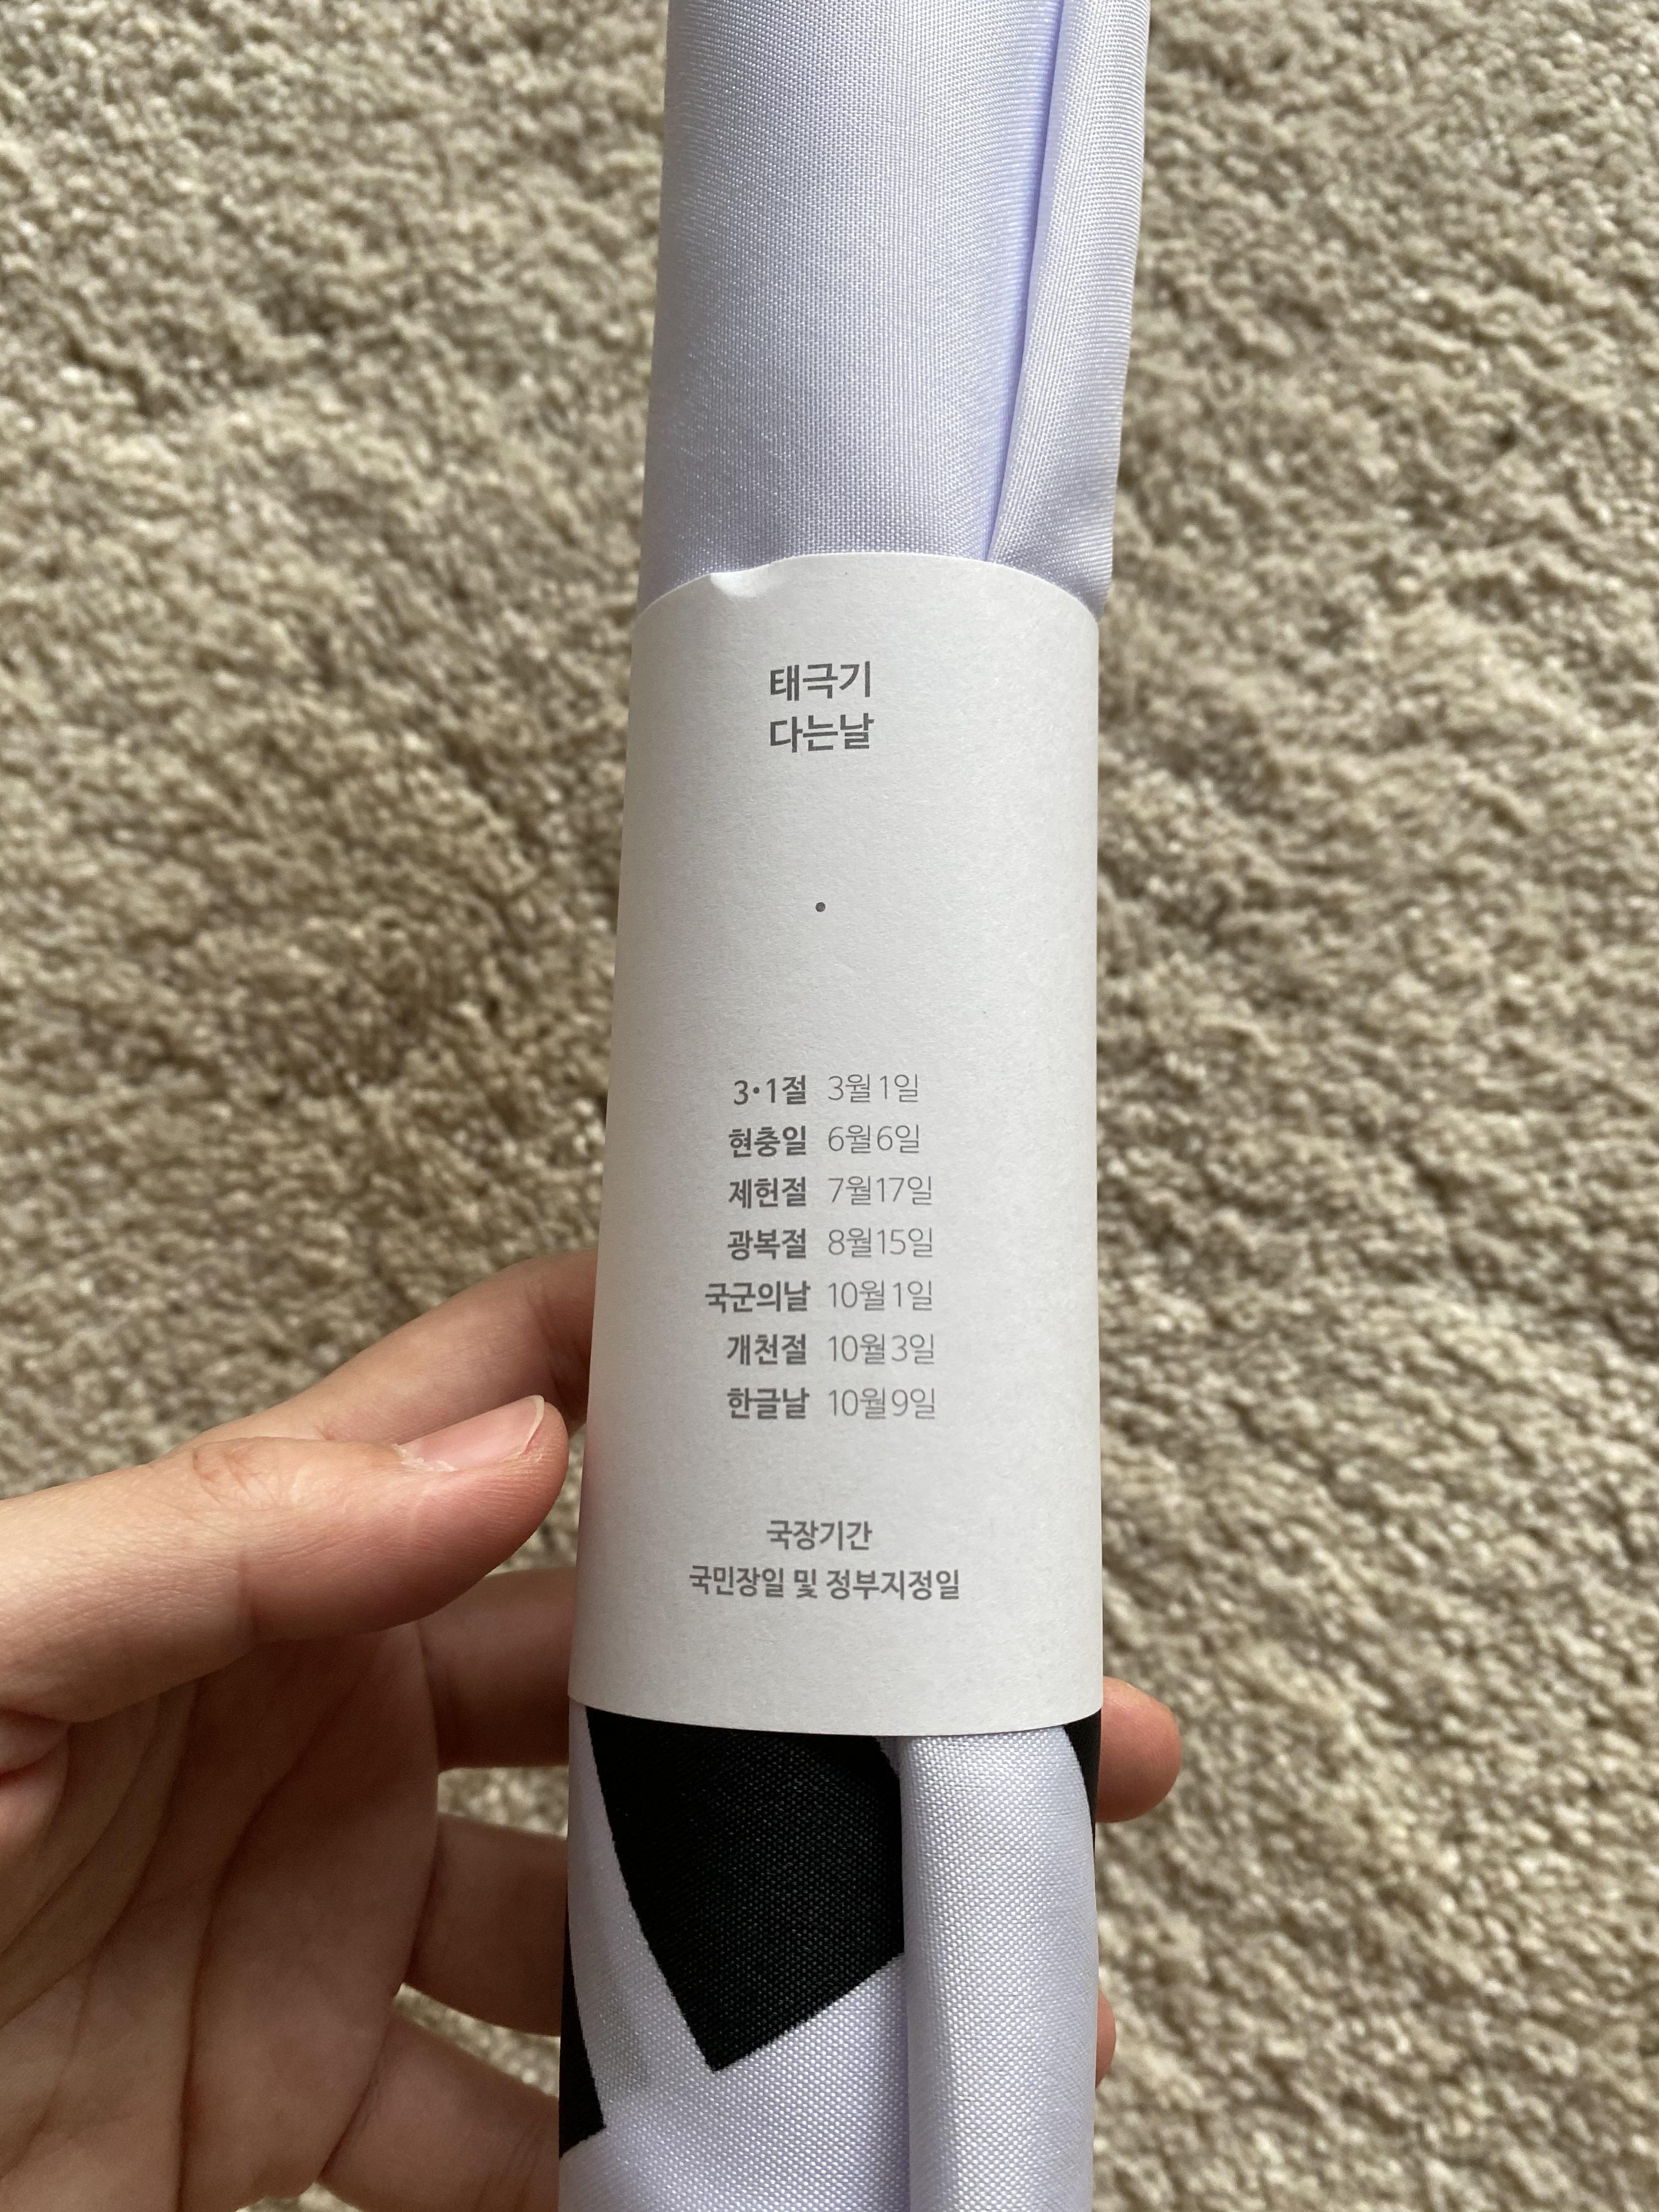 태극기
다는날
•
3·1절 3월 1일
현충일 6월 6일
제헌절 7월 17일
광복절 8월 15일
국군의날 10월 1일
개천절 10월 3일
한글날 10월 9일
국장기간
국민장일 및 정부지정일